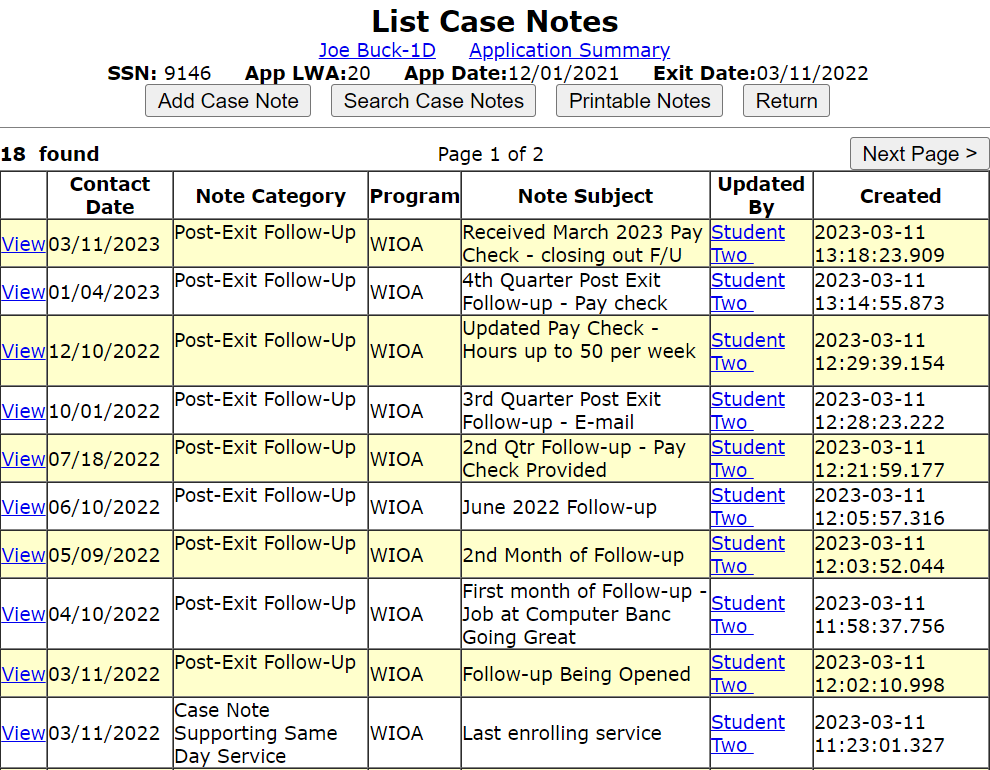 List Case Notes
Joe Buck-1D Application Summary
SSN: 9146 App LWA:20 App Date:12/01/2021 Exit Date:03/11/2022
Add Case Note Search Case Notes Printable Notes Return
18 found Page 1 of 2 Next Page >
Contact Date Note Category Program Note Subject Updated By Created
View 03/11/2023 Post-Exit Follow-Up WIOA Received March 2023 Pay Check - closing out F/U Student Two 2023-03-11 13:18:23.909
View 01/04/2023 Post-Exit Follow-Up WIOA 4th Quarter Post Exit Follow-up - Pay check Student Two 2023-03-11 13:14:55.873
View 12/10/2022 Post-Exit Follow-Up WIOA Updated Pay Check - Hours up to 50 per week Student Two 2023-03-11 12:29:39.154
View 10/01/2022 Post-Exit Follow-Up WIOA 3rd Quarter Post Exit Follow-up - E-mail Student Two 2023-03-11 12:28:23.222
View 07/18/2022 Post-Exit Follow-Up WIOA 2nd Qtr Follow-up - Pay Check Provided Student Two 2023-03-11 12:21:59.177
View 06/10/2022 Post-Exit Follow-Up WIOA June 2022 Follow-up Student Two 2023-03-11 12:05:57.316
View 05/09/2022 Post-Exit Follow-Up WIOA 2nd Month of Follow-up Student Two 2023-03-11 12:03:52.044
View 04/10/2022 Post-Exit Follow-Up WIOA First month of Follow-up - Job at Computer Banc Going Great Student Two 2023-03-11 11:58:37.756
View 03/11/2022 Post-Exit Follow-Up WIOA Follow-up Being Opened Student Two 2023-03-11 12:02:10.998
View 03/11/2022 Case Note Supporting Same Day Service WIOA Last enrolling service Student Two 2023-03-11 11:23:01.327